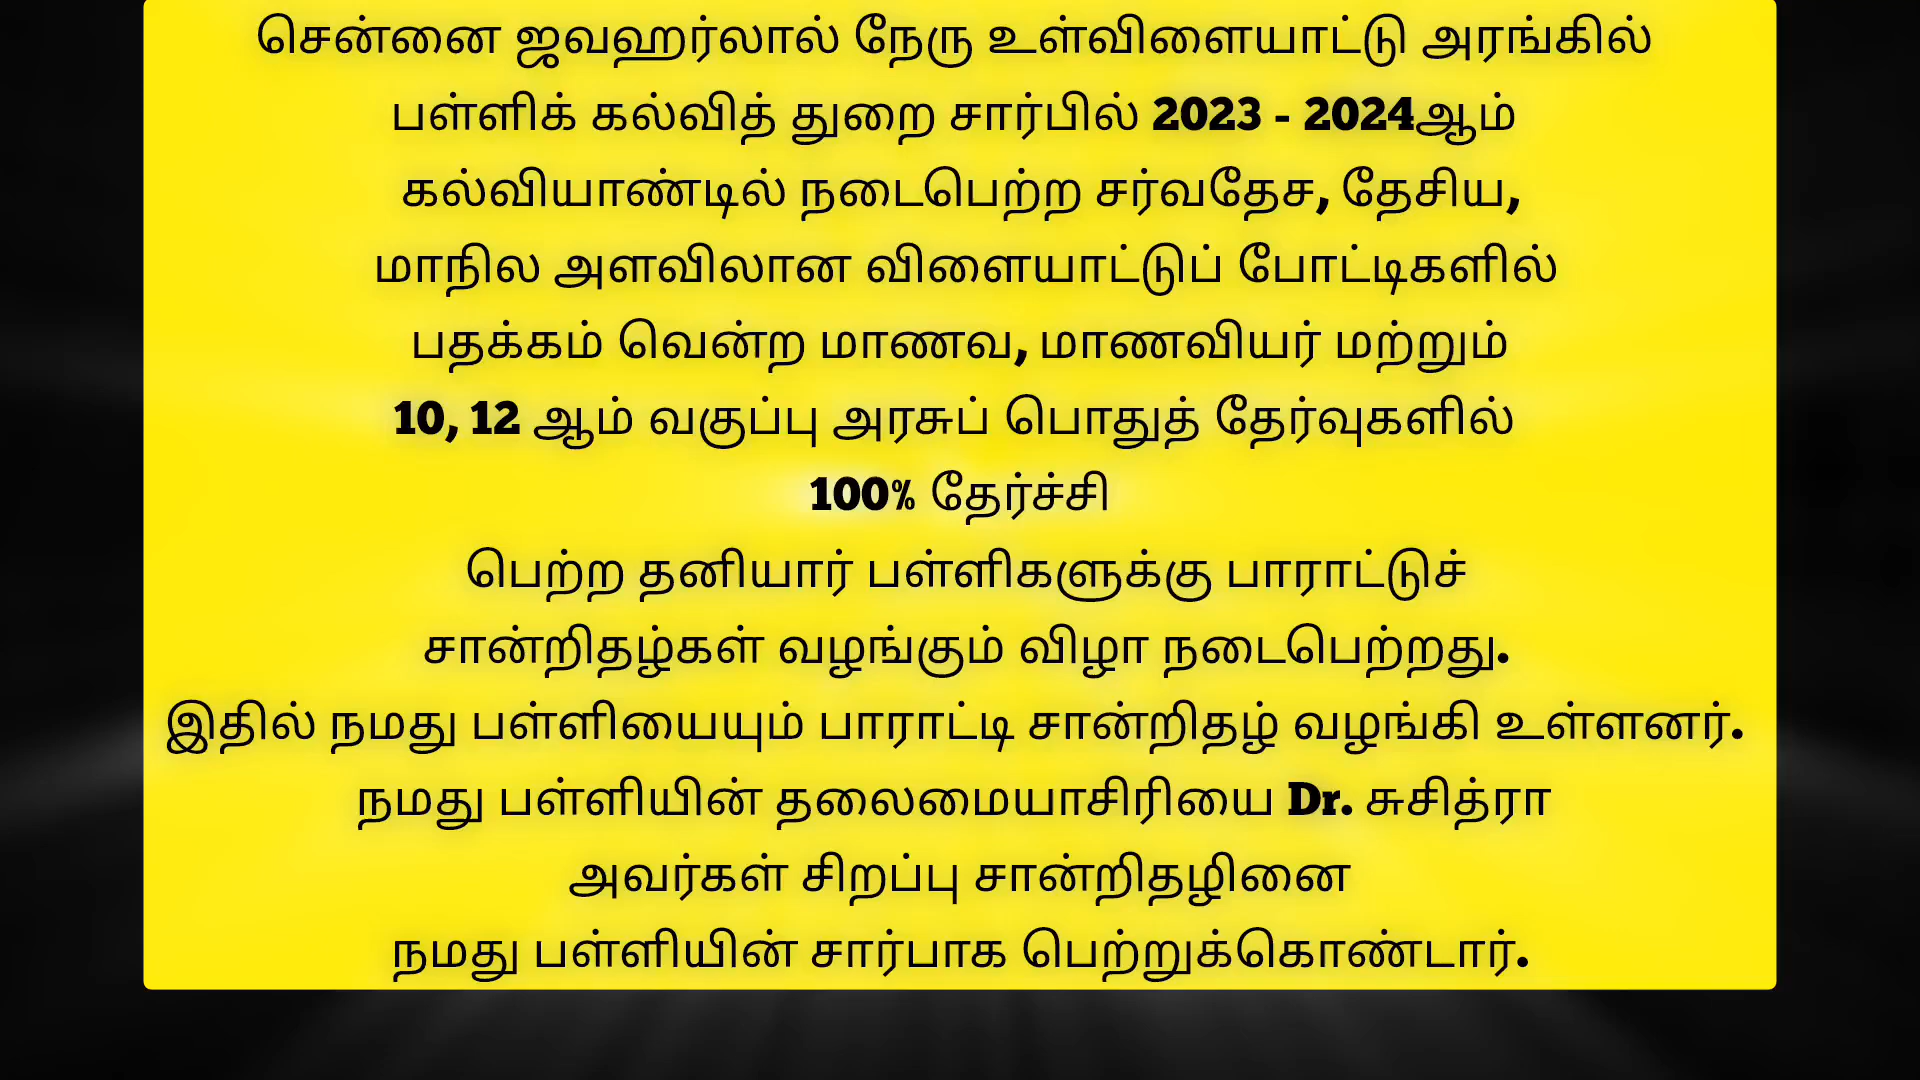 சென்னை ஜவஹர்லால் நேரு உள்விளையாட்டு அரங்கில்
பள்ளிக் கல்வித் துறை சார்பில் 2023 - 2024ஆம்
கல்வியாண்டில் நடைபெற்ற சர்வதேச, தேசிய,
மாநில அளவிலான விளையாட்டுப் போட்டிகளில்
பதக்கம் வென்ற மாணவ, மாணவியர் மற்றும்
10, 12 ஆம் வகுப்பு அரசுப் பொதுத் தேர்வுகளில்
100% தேர்ச்சி
பெற்ற தனியார் பள்ளிகளுக்கு பாராட்டுச்
சான்றிதழ்கள் வழங்கும் விழா நடைபெற்றது.
இதில் நமது பள்ளியையும் பாராட்டி சான்றிதழ் வழங்கி உள்ளனர்.
நமது பள்ளியின் தலைமையாசிரியை Dr. சுசித்ரா
அவர்கள் சிறப்பு சான்றிதழினை
நமது பள்ளியின் சார்பாக பெற்றுக்கொண்டார்.